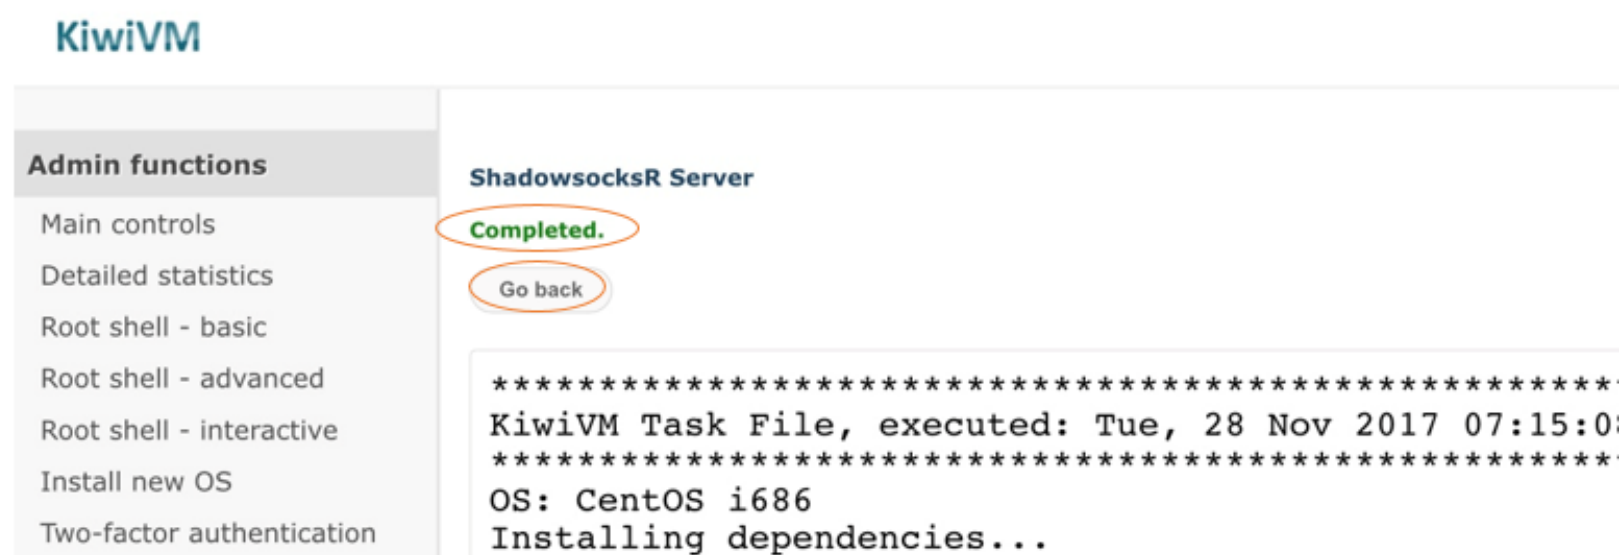 KiwiVM
Admin functions
Main controls
Detailed statistics
Root shell - basic
Root shell - advanced
Root shell - interactive
Install new OS
Two-factor authentication
ShadowsocksR Server
Completed.
Go back
****************************************************
KiwiVM Task File, executed: Tue, 28 Nov 2017 07:15:0
****************************************************
OS: CentOS i686
Installing dependencies...